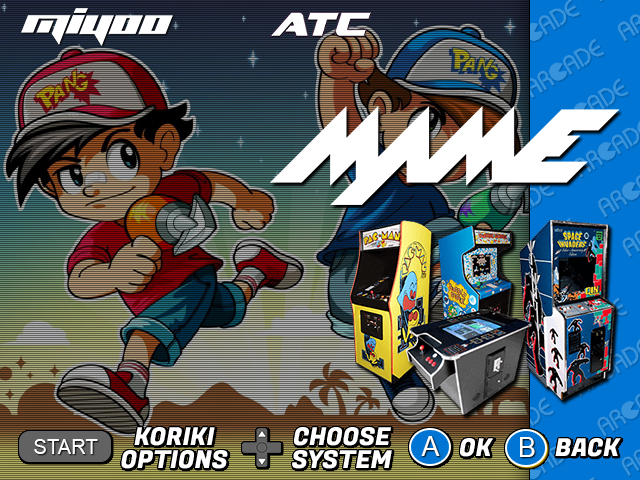 miyoo
ATC
ARCADE
ARCADE
ARCADE
PANG
PANG
MAME
PAC-MAN
SPACE INVADERS
START
KORIKI
OPTIONS
CHOOSE
SYSTEM
A
OK
B
BACK